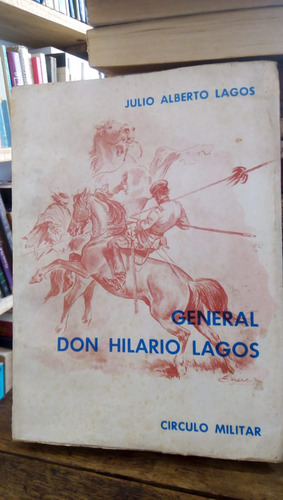 JULIO ALBERTO LAGOS
GENERAL
DON HILARIO LAGOS
CIRCULO MILITAR